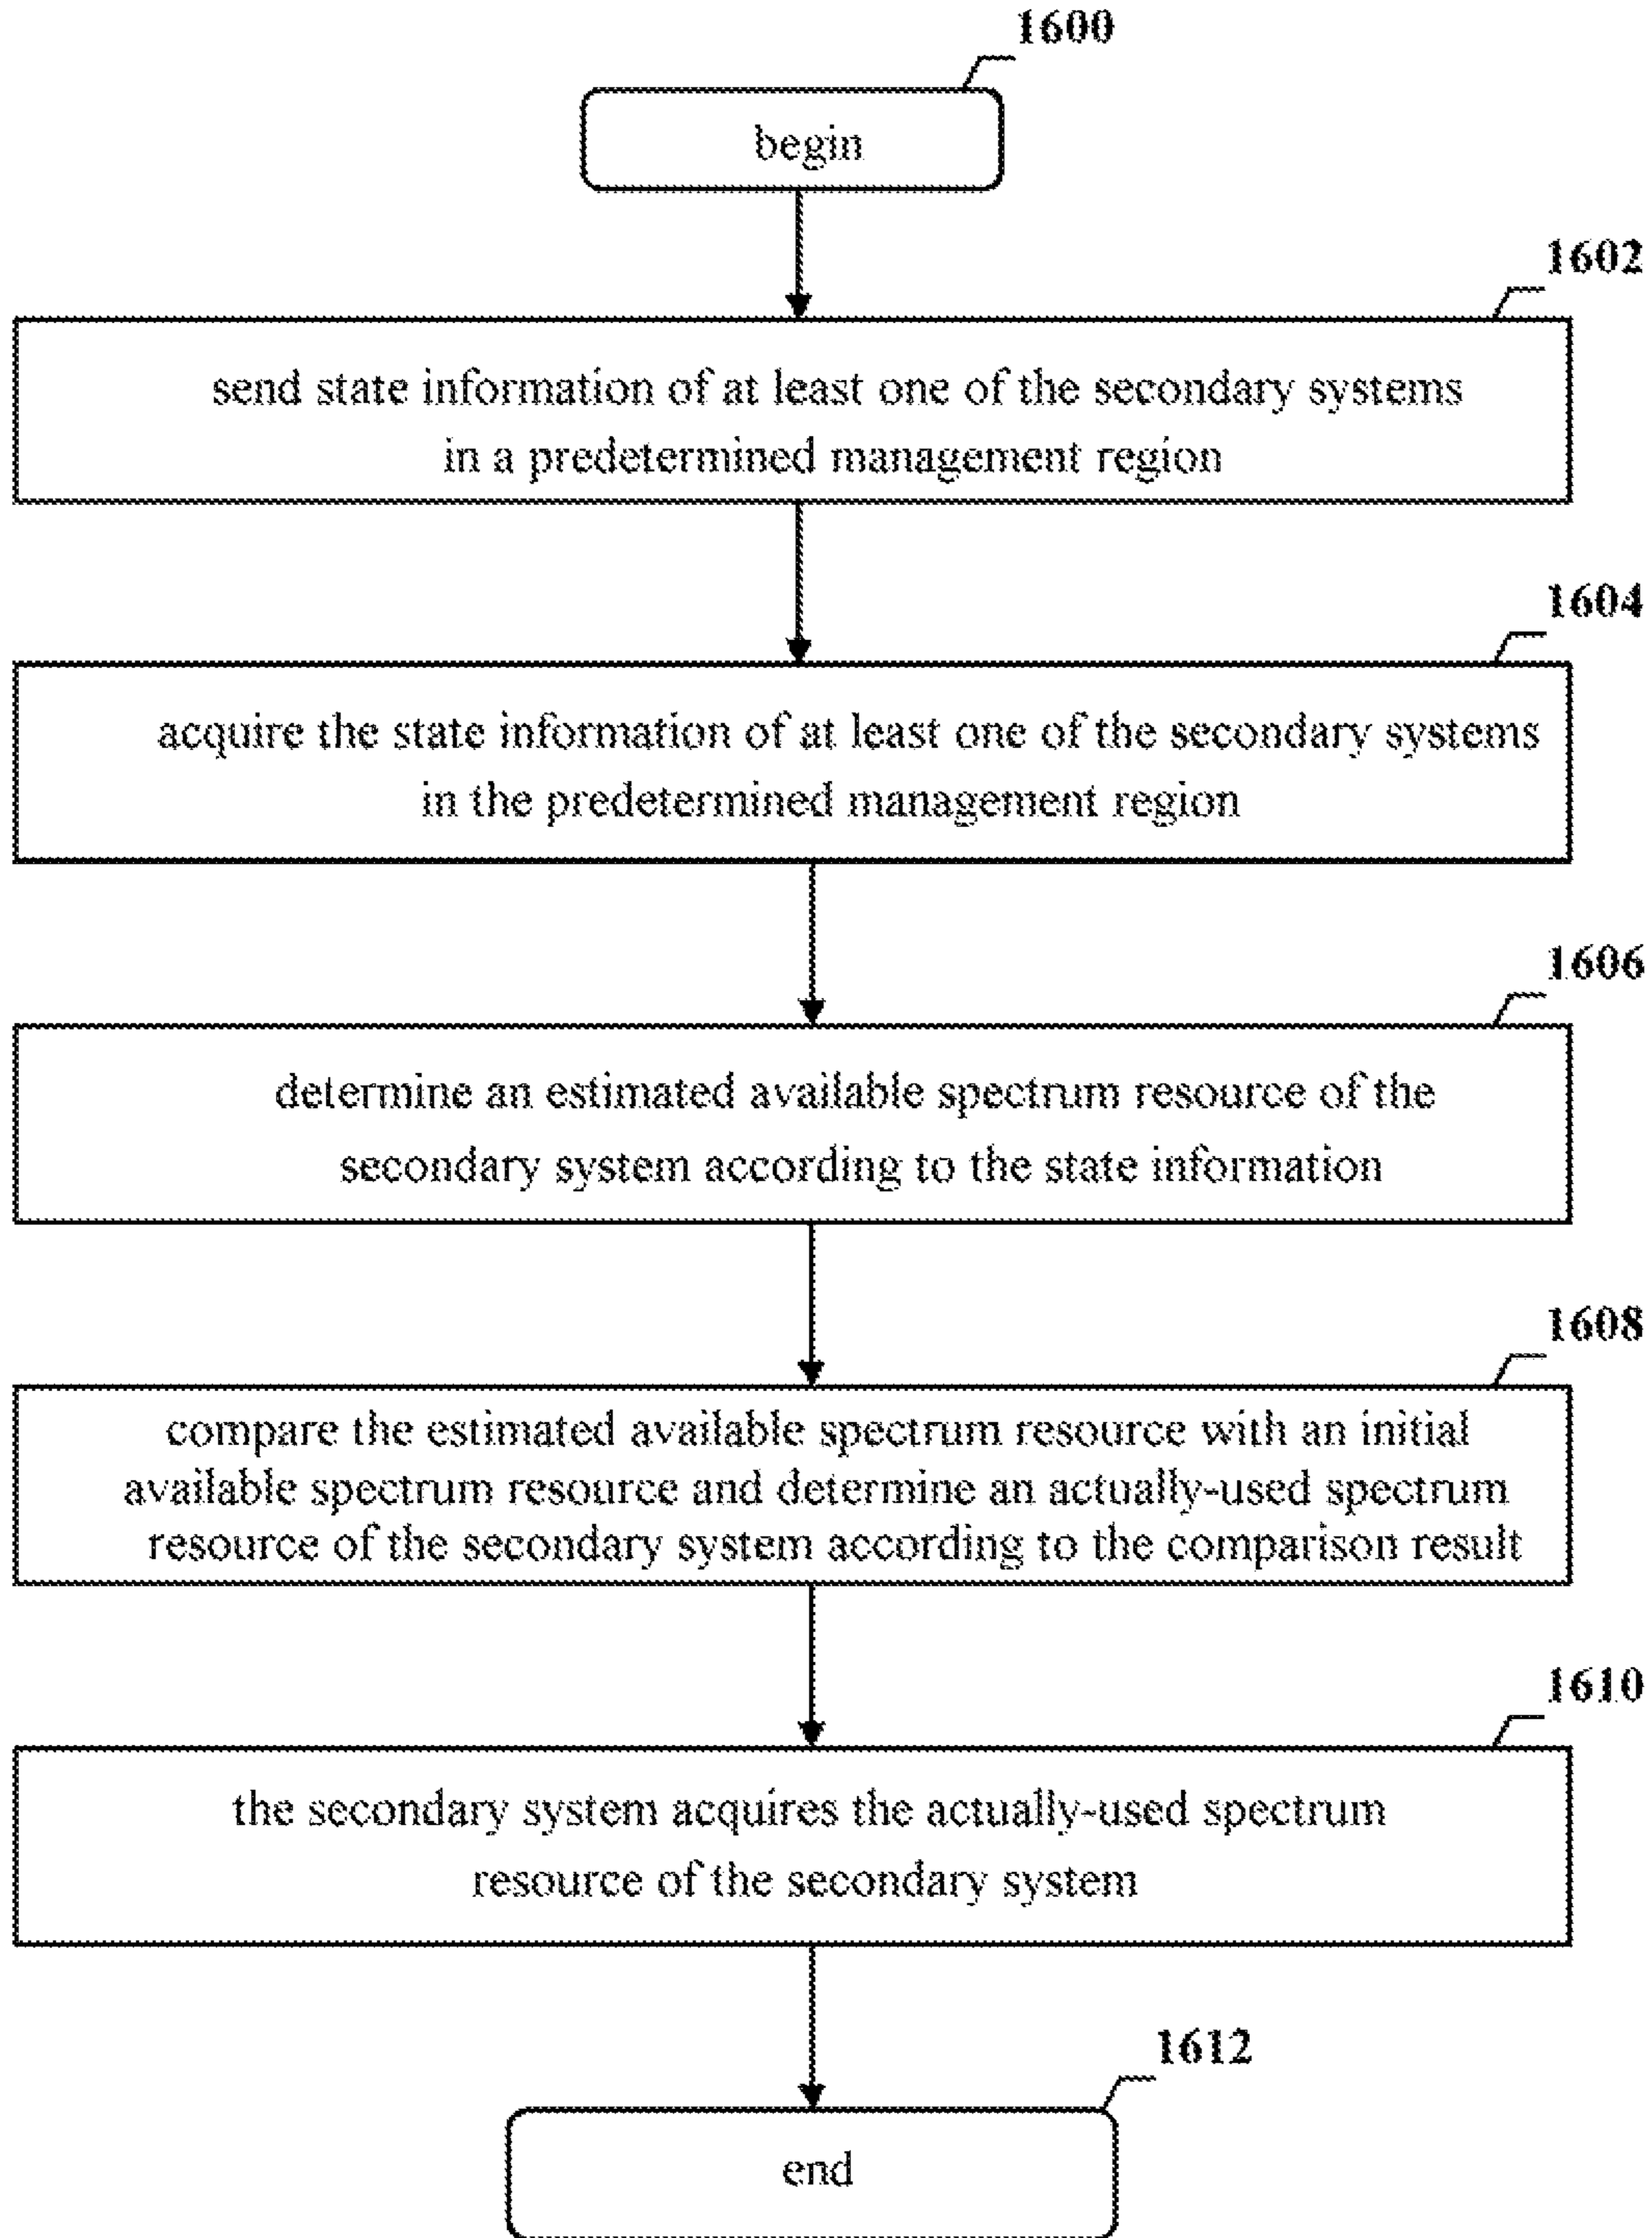 1600
begin
1602
send state information of at least one of the secondary systems
in a predetermined management region
1604
acquire the state information of at least one of the secondary systems
in the predetermined management region
1606
determine an estimated available spectrum resource of the
secondary system according to the state information
1608
compare the estimated available spectrum resource with an initial
available spectrum resource and determine an actually-used spectrum
resource of the secondary system according to the comparison result
1610
the secondary system acquires the actually-used spectrum
resource of the secondary system
1612
end